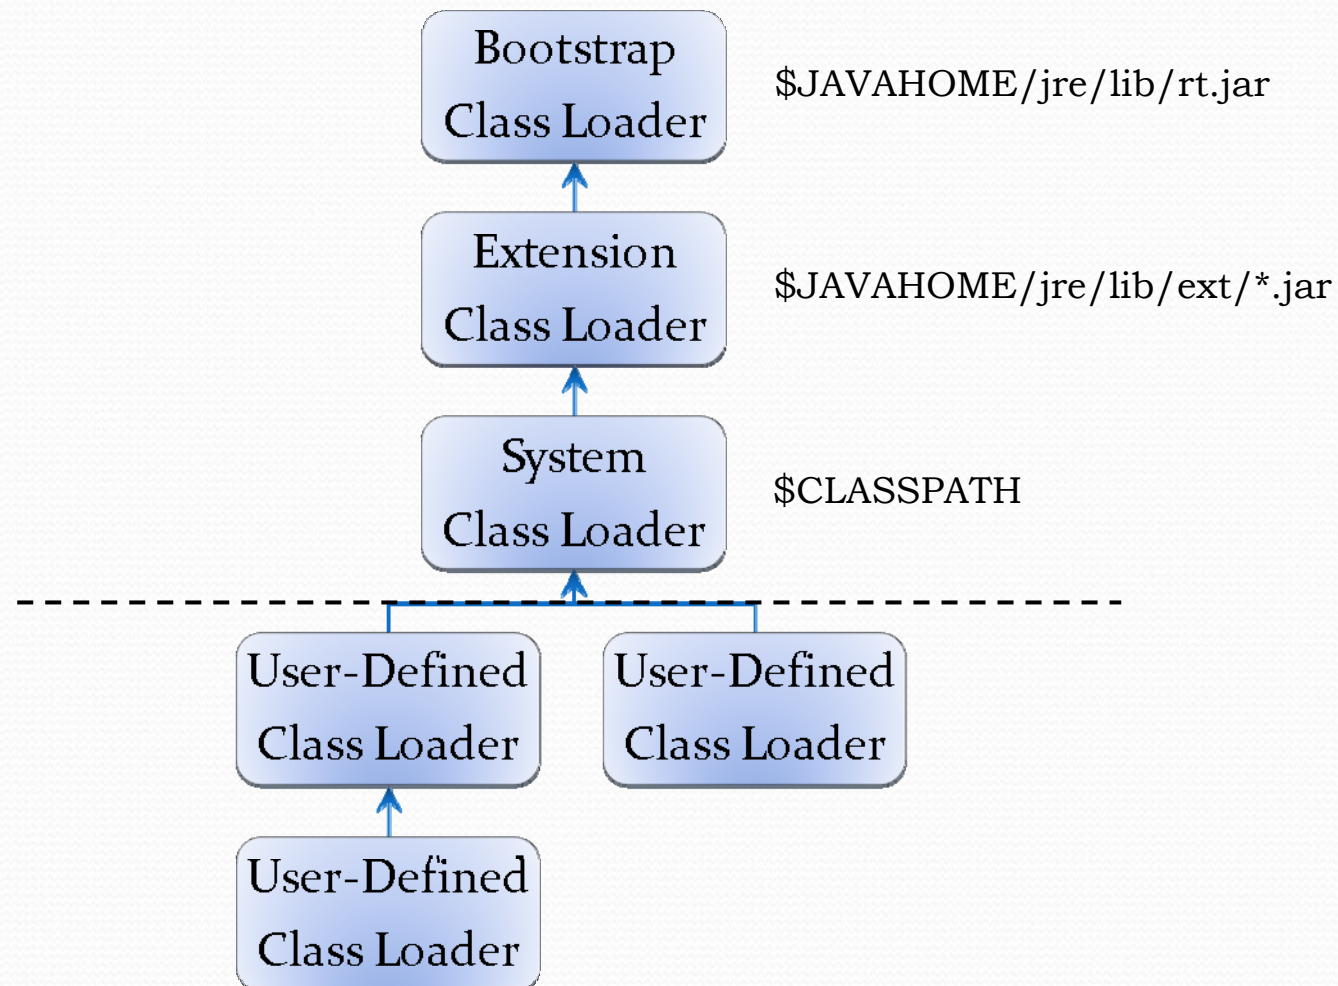 Bootstrap
Class Loader
$JAVAHOME/jre/lib/rt.jar
Extension
Class Loader
$JAVAHOME/jre/lib/ext/*.jar
System
Class Loader
$CLASSPATH
User-Defined
Class Loader
User-Defined
Class Loader
User-Defined
Class Loader